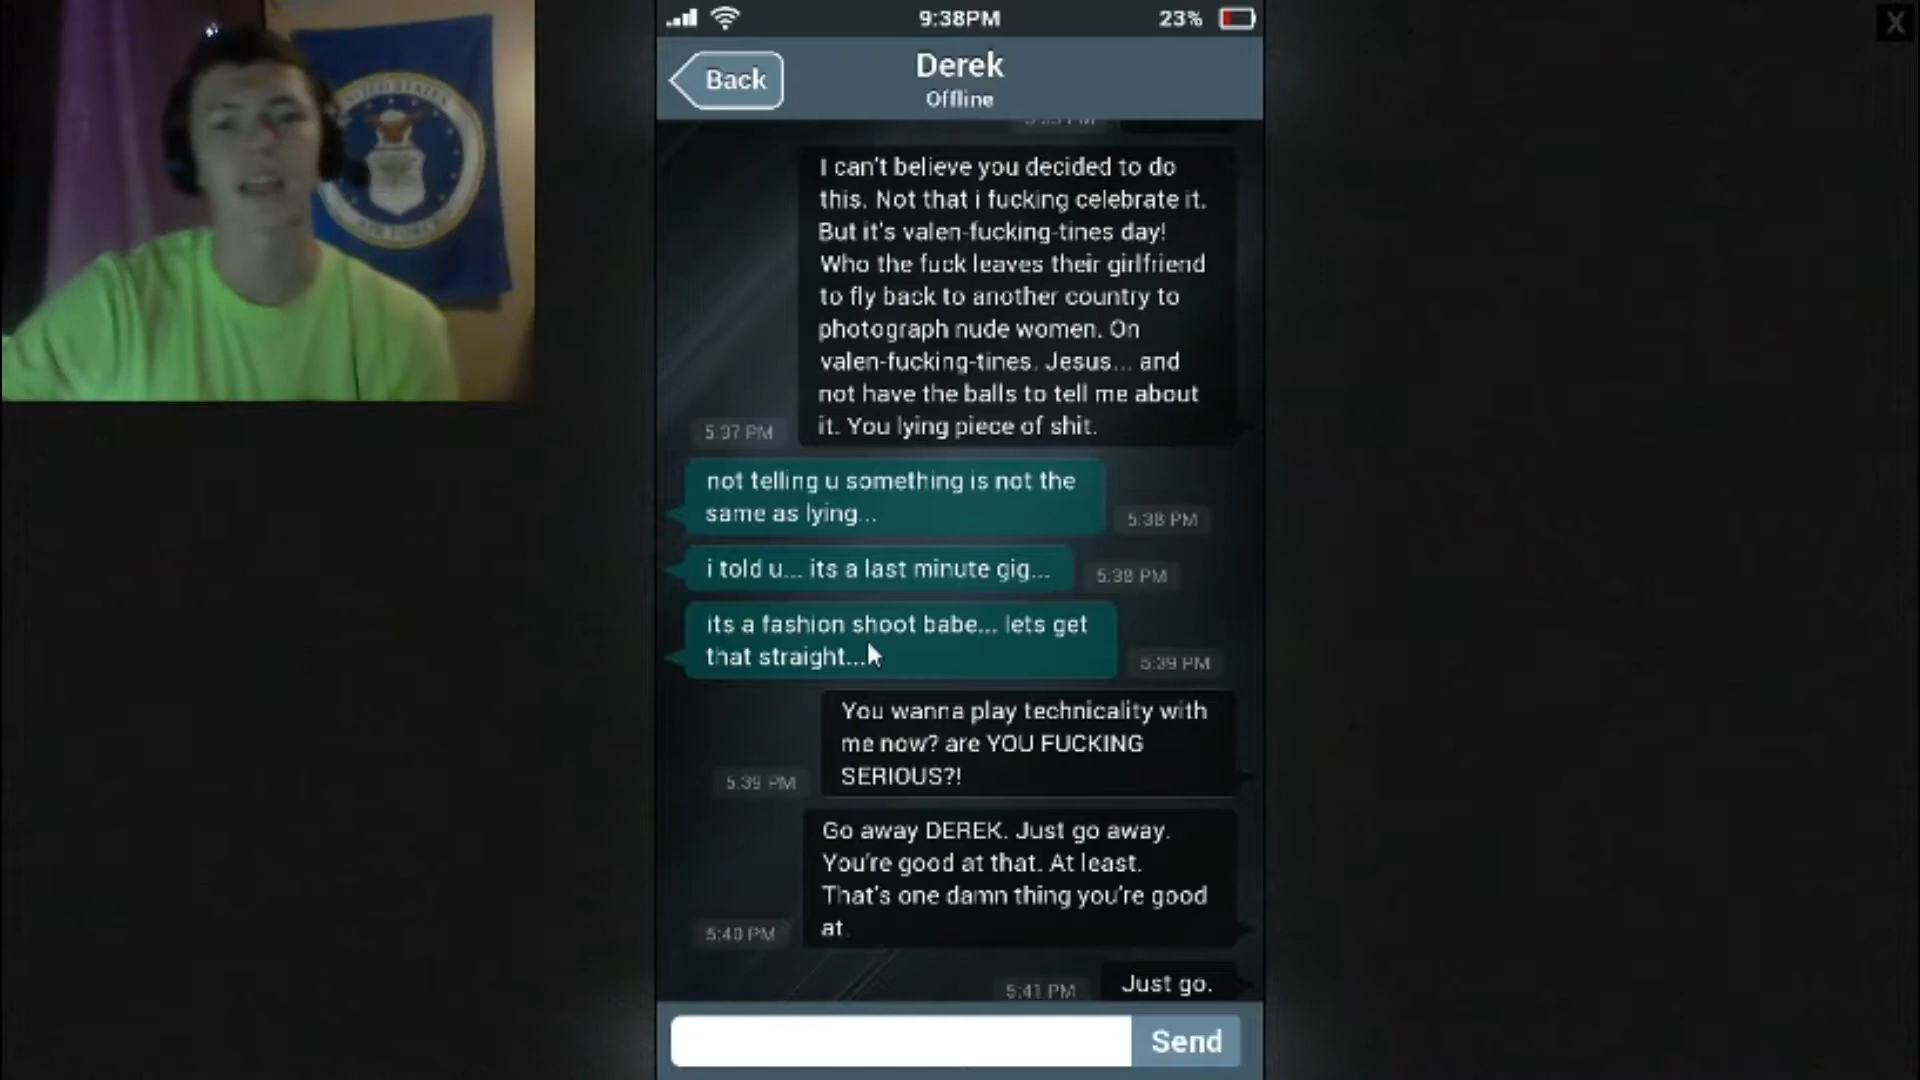 9:38PM
23%
X
Back
Derek
Offline
UNITED STATES
AIR FORCE
I can't believe you decided to do
this. Not that i fucking celebrate it.
But it's valen-fucking-tines day!
Who the fuck leaves their girlfriend
to fly back to another country to
photograph nude women. On
valen-fucking-tines. Jesus... and
not have the balls to tell me about
it. You lying piece of shit.
5:37 PM
not telling u something is not the
same as lying...
5:38 PM
i told u... its a last minute gig...
5:38 PM
its a fashion shoot babe... lets get
that straight...
5:39 PM
You wanna play technicality with
me now? are YOU FUCKING
SERIOUS?!
5:39 PM
Go away DEREK. Just go away.
You're good at that. At least.
That's one damn thing you're good
at.
5:40 PM
Just go.
5:41 PM
Send